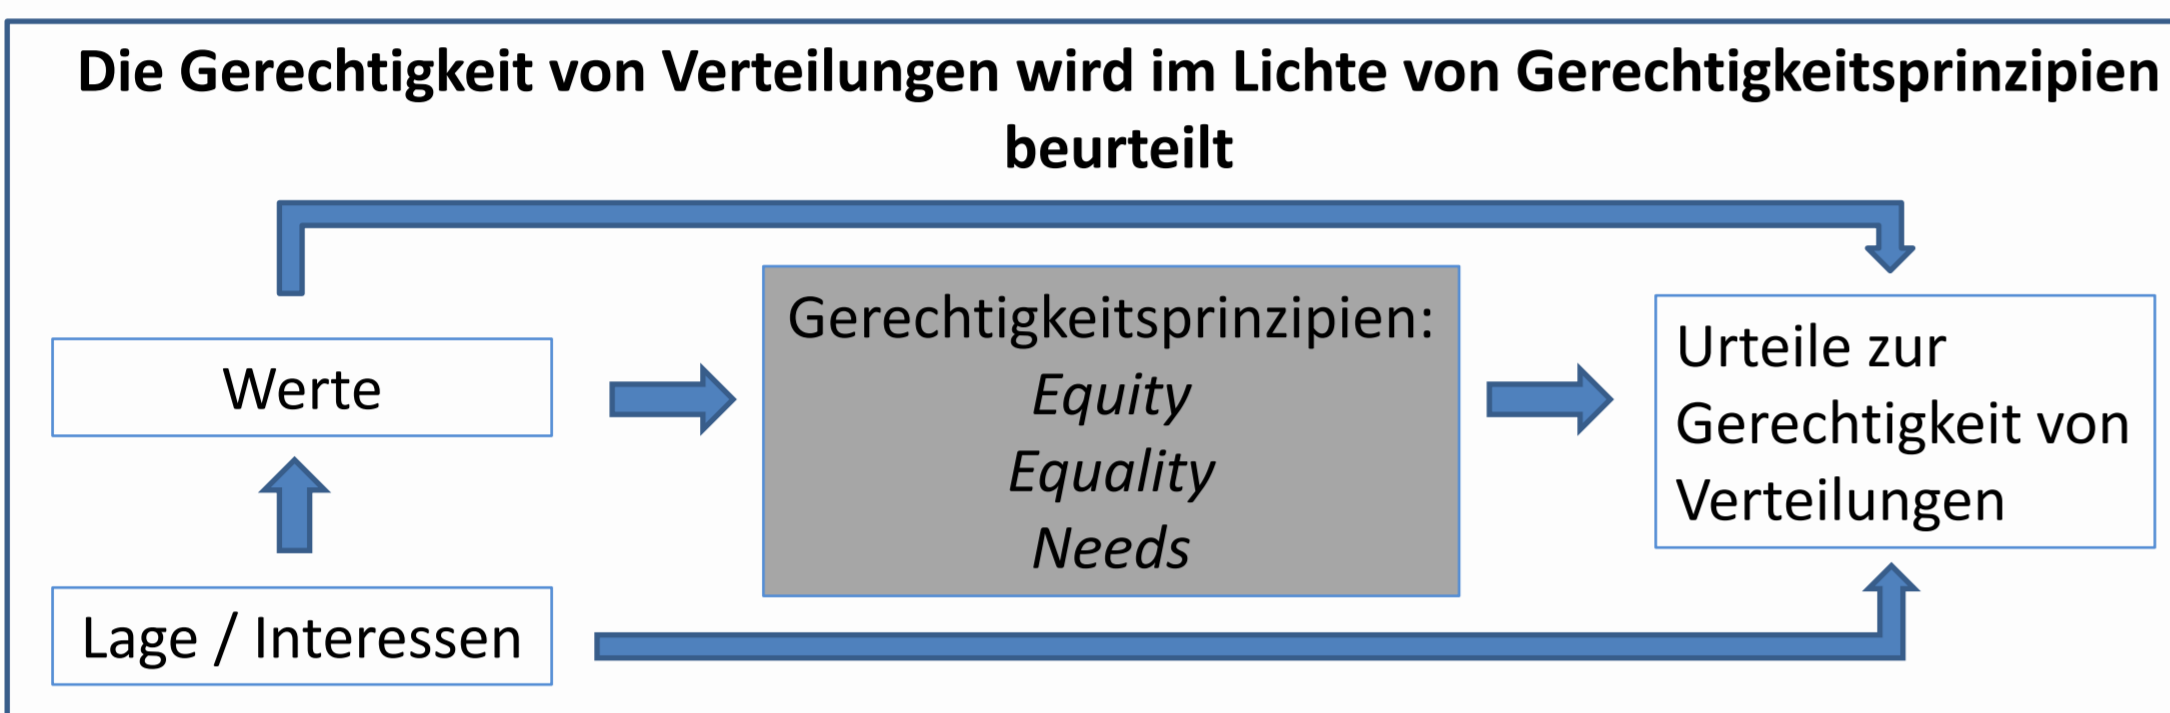 Die Gerechtigkeit von Verteilungen wird im Lichte von Gerechtigkeitsprinzipien
beurteilt
Werte
Lage / Interessen
Gerechtigkeitsprinzipien:
Equity
Equality
Needs
Urteile zur
Gerechtigkeit von
Verteilungen